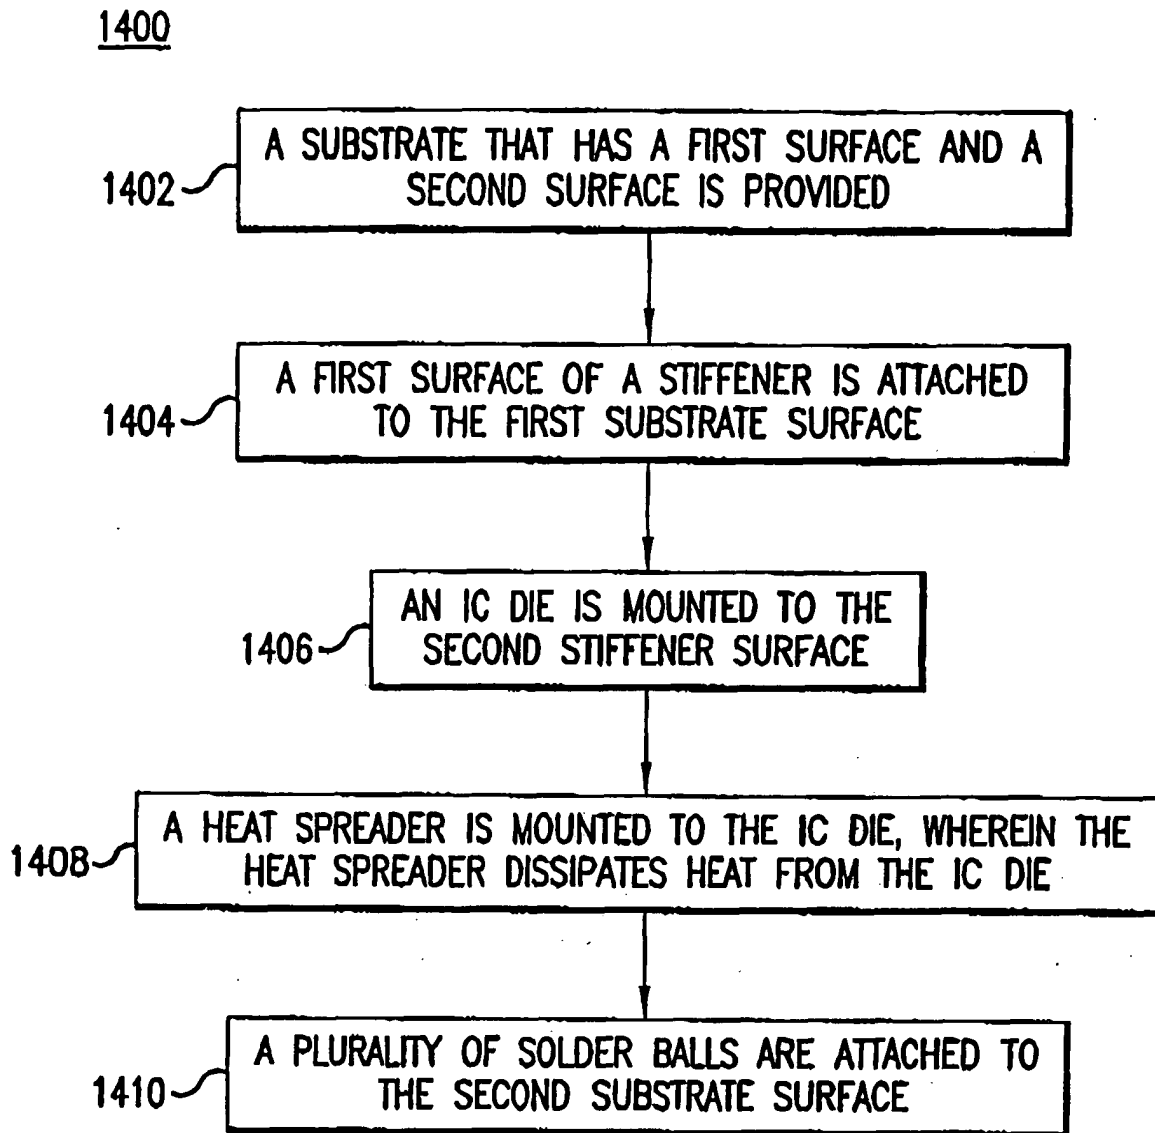 1400
A SUBSTRATE THAT HAS A FIRST SURFACE AND A
SECOND SURFACE IS PROVIDED
1402
A FIRST SURFACE OF A STIFFENER IS ATTACHED
TO THE FIRST SUBSTRATE SURFACE
1404
AN IC DIE IS MOUNTED TO THE
SECOND STIFFENER SURFACE
1406
A HEAT SPREADER IS MOUNTED TO THE IC DIE, WHEREIN THE
HEAT SPREADER DISSIPATES HEAT FROM THE IC DIE
1408
A PLURALITY OF SOLDER BALLS ARE ATTACHED TO
THE SECOND SUBSTRATE SURFACE
1410